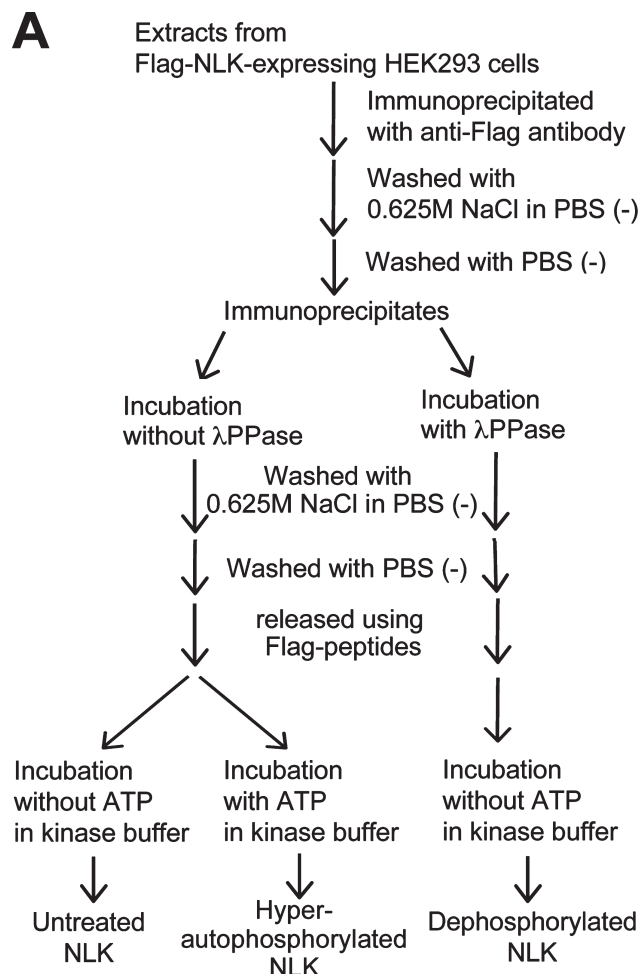 A
Extracts from
Flag-NLK-expressing HEK293 cells
Immunoprecipitated
with anti-Flag antibody
Washed with
0.625M NaCl in PBS (-)
Washed with PBS (-)
Immunoprecipitates
Incubation
without λPPase
Incubation
with λPPase
Washed with
0.625M NaCl in PBS (-)
Washed with PBS (-)
released using
Flag-peptides
Incubation
without ATP
in kinase buffer
Incubation
with ATP
in kinase buffer
Incubation
without ATP
in kinase buffer
Untreated
NLK
Hyper-
autophosphorylated
NLK
Dephosphorylated
NLK